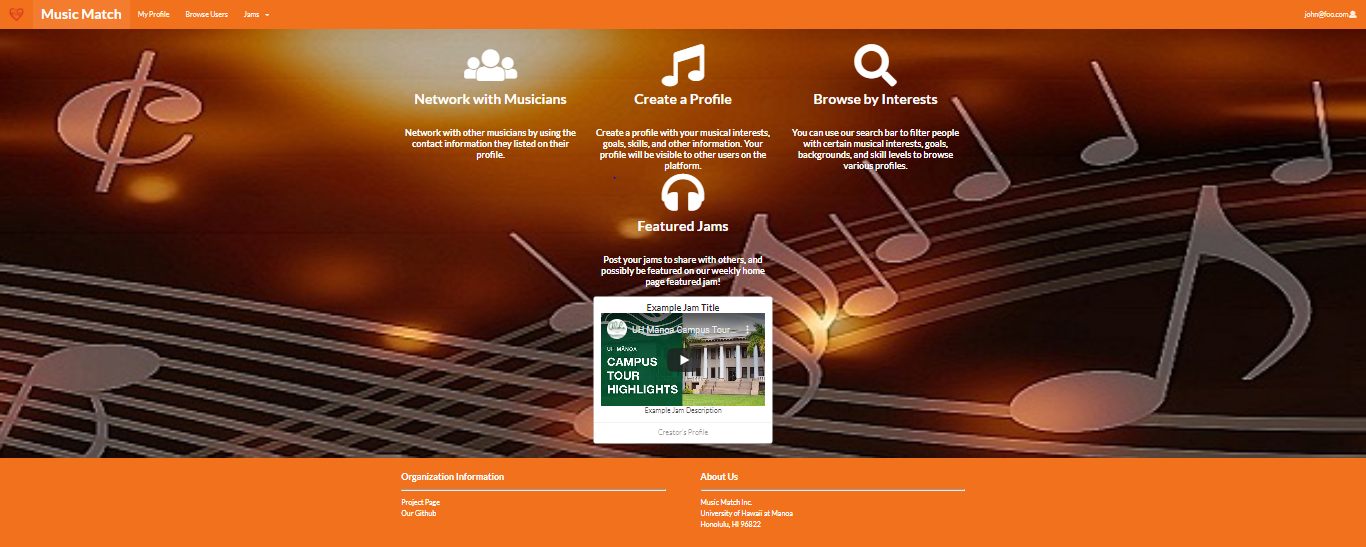 Music Match My Profile Browse Users Jams john@foo.com
Network with Musicians
Network with other musicians by using the
contact information they listed on their
profile.
Create a Profile
Create a profile with your musical interests,
goals, skills, and other information. Your
profile will be visible to other users on the
platform.
Browse by Interests
You can use our search bar to filter people
with certain musical interests, goals,
backgrounds, and skill levels to browse
various profiles.
Featured Jams
Post your jams to share with others, and
possibly be featured on our weekly home
page featured jam!
Example Jam Title
UH Mānoa Campus Tour...
UH MĀNOA
CAMPUS
TOUR
HIGHLIGHTS
Example Jam Description
Creator's Profile
Organization Information
Project Page
Our Github
About Us
Music Match Inc.
University of Hawaii at Manoa
Honolulu, HI 96822